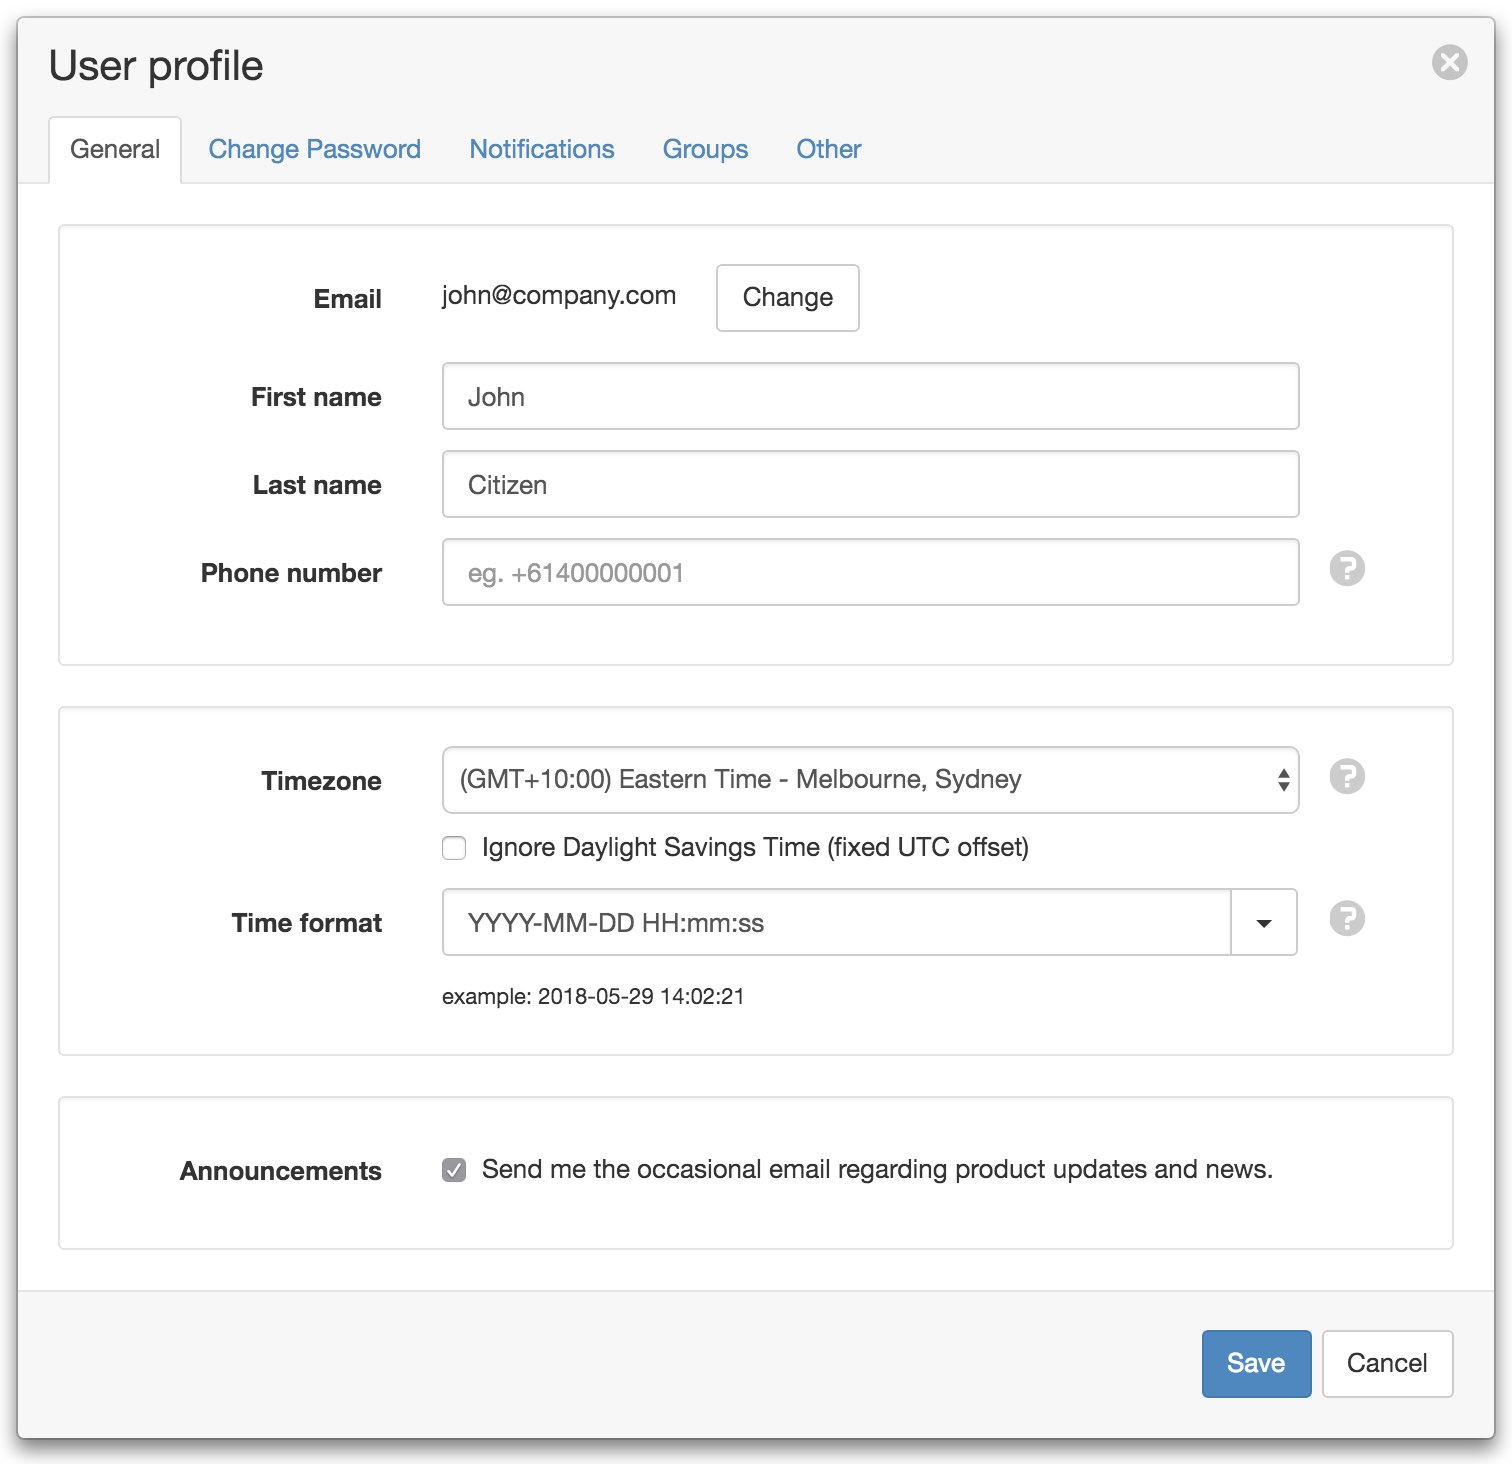 User profile
General Change Password Notifications Groups Other
Email john@company.com Change
First name John
Last name Citizen
Phone number eg. +61400000001 ?
Timezone (GMT+10:00) Eastern Time - Melbourne, Sydney ?
Ignore Daylight Savings Time (fixed UTC offset)
Time format YYYY-MM-DD HH:mm:ss ?
example: 2018-05-29 14:02:21
Announcements Send me the occasional email regarding product updates and news.
Save Cancel